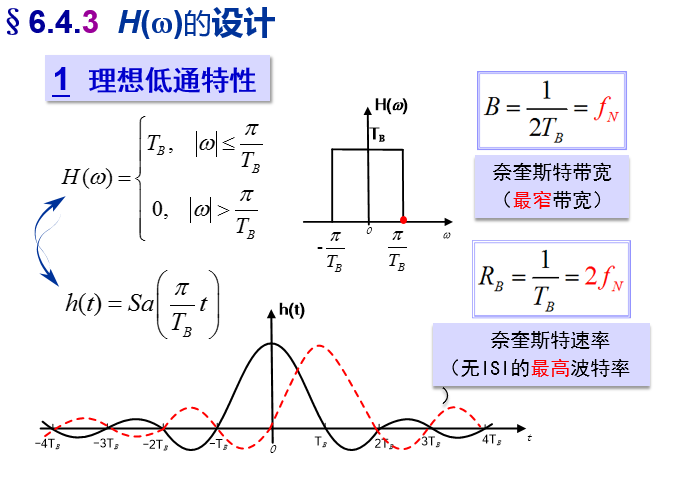 § 6.4.3 H(ω)的设计
1 理想低通特性
H(ω) = { T_B, |ω| ≤ π/T_B
0, |ω| > π/T_B
h(t) = Sa(π/T_B t)
H(ω)
T_B
-π/T_B 0 π/T_B ω
B = 1/2T_B = f_N
奈奎斯特带宽
（最窄带宽）
R_B = 1/T_B = 2f_N
奈奎斯特速率
（无ISI的最高波特率
）
h(t)
-4T_B -3T_B -2T_B -T_B 0 T_B 2T_B 3T_B 4T_B t